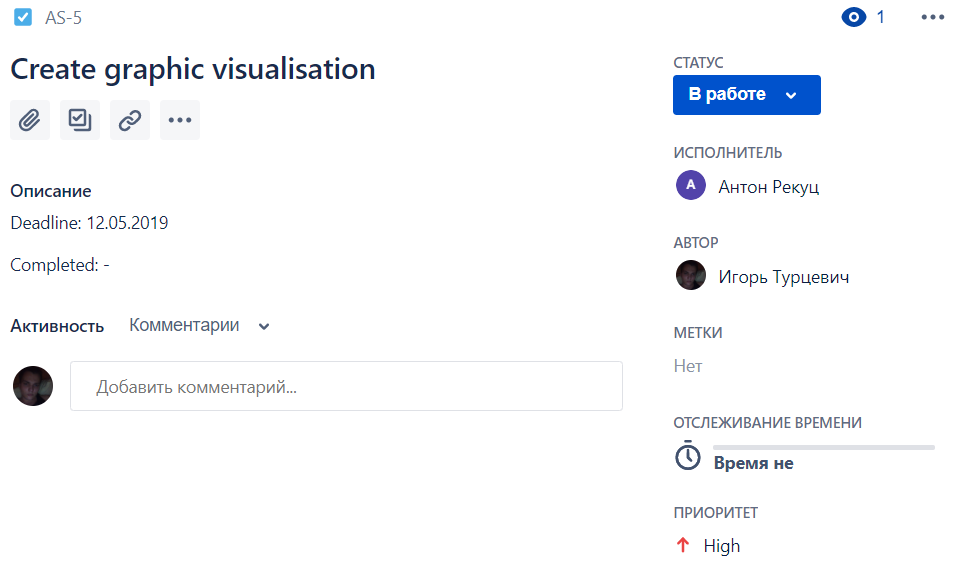 AS-5
1
Create graphic visualisation
Описание
Deadline: 12.05.2019
Completed: -
Активность Комментарии
Добавить комментарий...
СТАТУС
В работе
ИСПОЛНИТЕЛЬ
A Антон Рекуц
АВТОР
Игорь Турцевич
МЕТКИ
Нет
ОТСЛЕЖИВАНИЕ ВРЕМЕНИ
Время не
ПРИОРИТЕТ
High